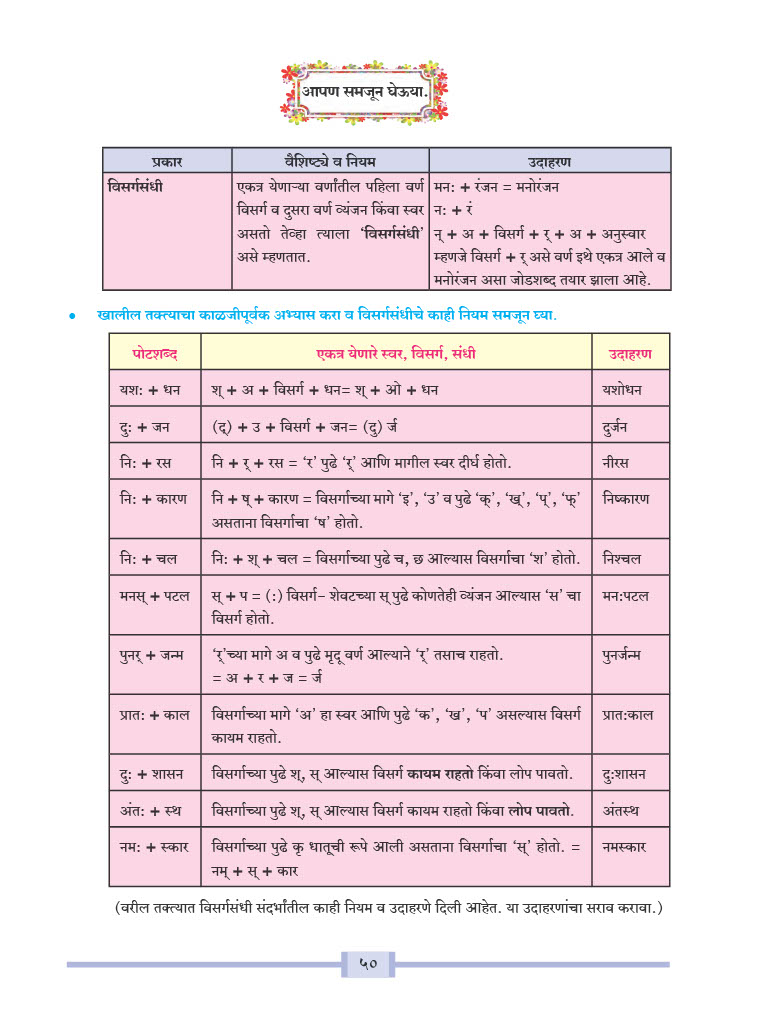 आपण समजून घेऊया.
प्रकार वैशिष्ट्ये व नियम उदाहरण
विसर्गसंधी
एकत्र येणाऱ्या वर्णांतील पहिला वर्ण
विसर्ग व दुसरा वर्ण व्यंजन किंवा स्वर
असतो तेव्हा त्याला ‘विसर्गसंधी’
असे म्हणतात.
मन: + रंजन = मनोरंजन
न: + रं
न् + अ + विसर्ग + र् + अ + अनुस्वार
म्हणजे विसर्ग + र् असे वर्ण इथे एकत्र आले व
मनोरंजन असा जोडशब्द तयार झाला आहे.
• खालील तक्त्याचा काळजीपूर्वक अभ्यास करा व विसर्गसंधीचे काही नियम समजून घ्या.
पोटशब्द एकत्र येणारे स्वर, विसर्ग, संधी उदाहरण
यश: + धन श् + अ + विसर्ग + धन= श् + ओ + धन यशोधन
दु: + जन (द्) + उ + विसर्ग + जन= (दु) र्ज दुर्जन
नि: + रस नि + र् + रस = ‘र’ पुढे ‘र्’ आणि मागील स्वर दीर्घ होतो. नीरस
नि: + कारण नि + ष् + कारण = विसर्गाच्या मागे ‘इ’, ‘उ’ व पुढे ‘क्’, ‘ख्’, ‘प्’, ‘फ्’ निष्कारण
असताना विसर्गाचा ‘ष’ होतो.
नि: + चल नि: + श् + चल = विसर्गाच्या पुढे च, छ आल्यास विसर्गाचा ‘श’ होतो. निश्चल
मनस् + पटल स् + प = (:) विसर्ग– शेवटच्या स् पुढे कोणतेही व्यंजन आल्यास ‘स’ चा मन:पटल
विसर्ग होतो.
पुनर् + जन्म ‘र्’च्या मागे अ व पुढे मृदू वर्ण आल्याने ‘र्’ तसाच राहतो. पुनर्जन्म
= अ + र + ज = र्ज
प्रात: + काल विसर्गाच्या मागे ‘अ’ हा स्वर आणि पुढे ‘क’, ‘ख’, ‘प’ असल्यास विसर्ग प्रात:काल
कायम राहतो.
दु: + शासन विसर्गाच्या पुढे श्, स् आल्यास विसर्ग कायम राहतो किंवा लोप पावतो. दु:शासन
अंत: + स्थ विसर्गाच्या पुढे श्, स् आल्यास विसर्ग कायम राहतो किंवा लोप पावतो. अंतस्थ
नम: + स्कार विसर्गाच्या पुढे कृ धातूची रूपे आली असताना विसर्गाचा ‘स्’ होतो. = नमस्कार
नम् + स् + कार
(वरील तक्त्यात विसर्गसंधी संदर्भांतील काही नियम व उदाहरणे दिली आहेत. या उदाहरणांचा सराव करावा.)
५०